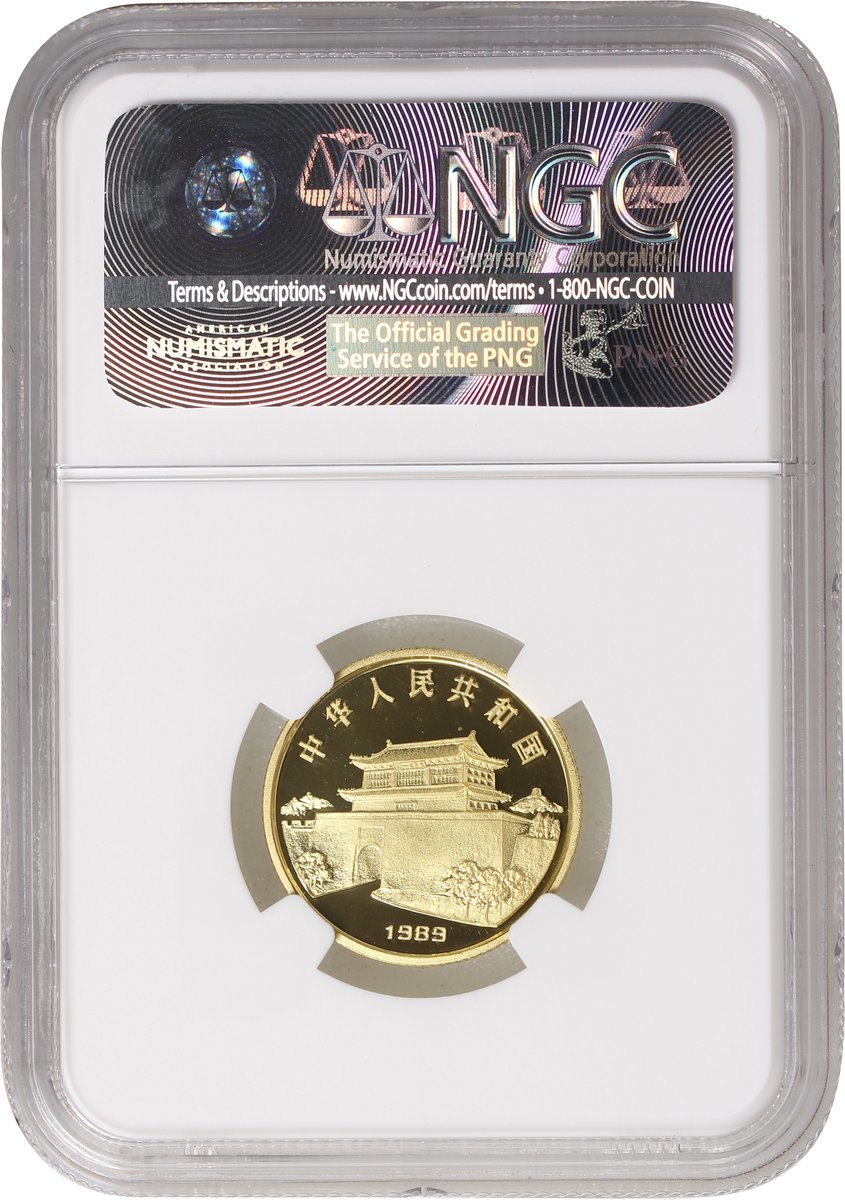 NGC
Numismatic Guaranty Corporation
Terms & Descriptions - www.NGCcoin.com/terms • 1-800-NGC-COIN
AMERICAN
NUMISMATIC
ASSOCIATION
The Official Grading
Service of the PNG
PNG
中华人民共和国
1989